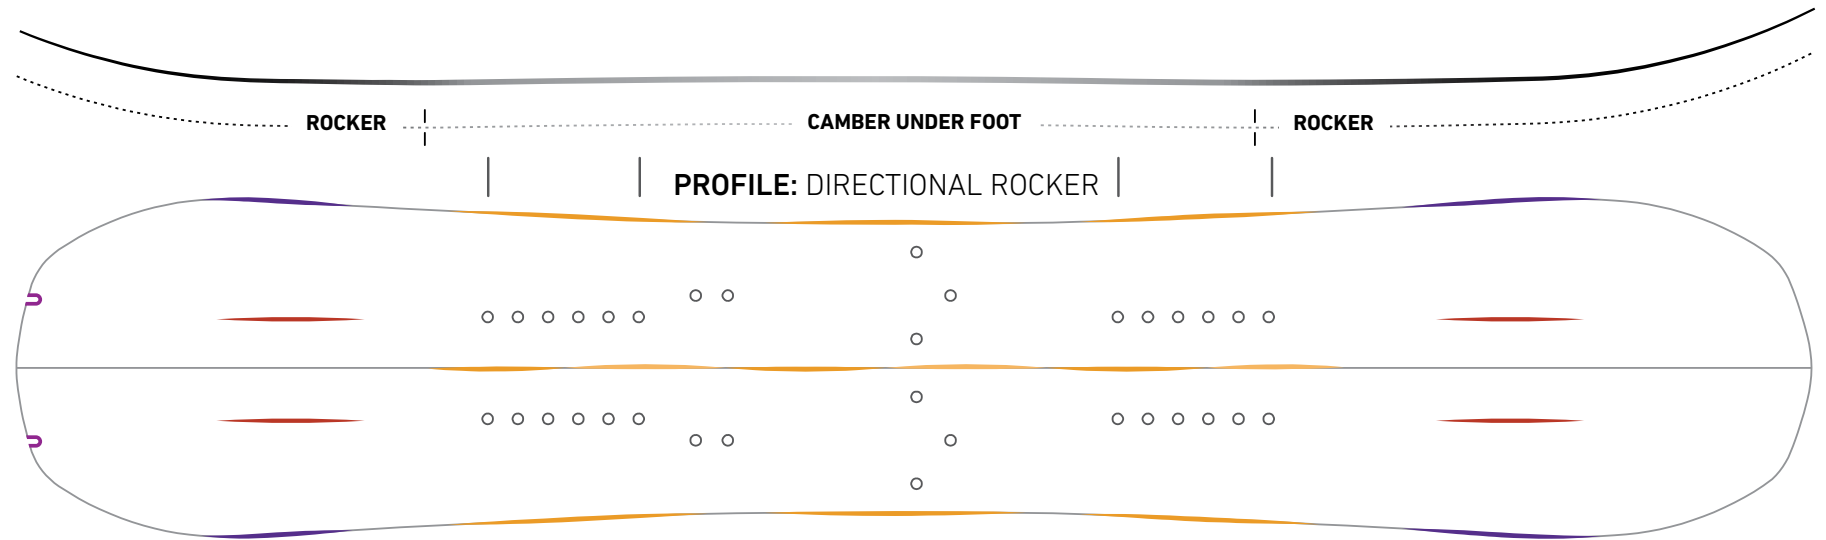 ROCKER CAMBER UNDER FOOT ROCKER
PROFILE: DIRECTIONAL ROCKER